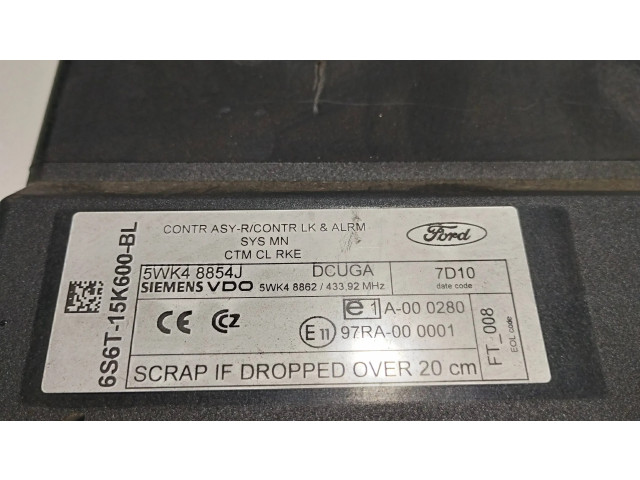 6S6T-15K600-BL
CONTR ASY-R/CONTR LK & ALRM
SYS MN
CTM CL RKE
Ford
5WK4 8854J DCUGA 7D10
SIEMENS VDO 5WK4 8862 / 433.92 MHz date code
CE CCZ e1 A-00 0280
E11 97RA-00 0001
FT_008
EOL code
SCRAP IF DROPPED OVER 20 cm